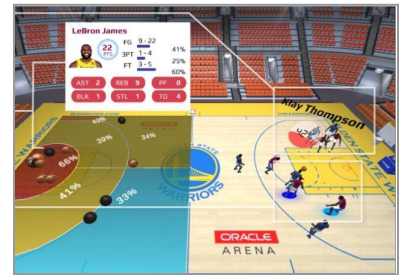 LeBron James
22
PTS
FG 9 - 22 41%
3PT 1 - 4 25%
FT 3 - 5 60%
AST 2 REB 9 PF 0
BLK 1 STL 1 TO 4
Klay Thompson
40%
39%
34%
66%
41%
33%
WARRIORS
STATE
WARRIORS
ORACLE
ARENA